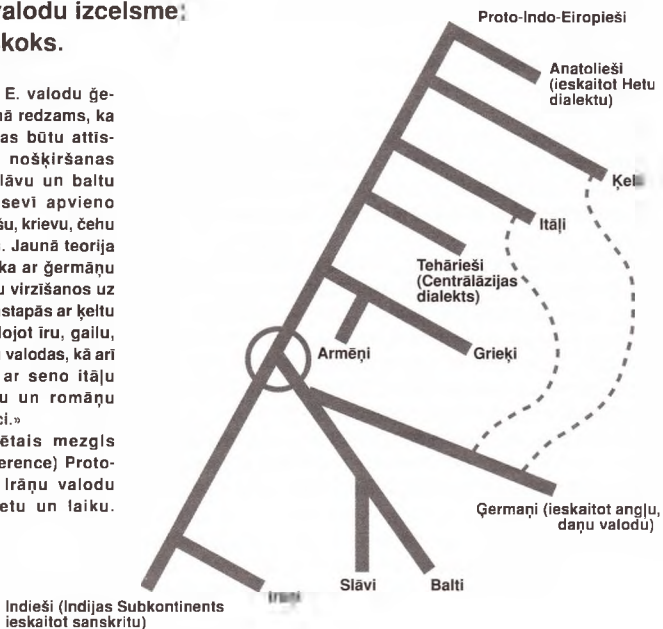 valodu izcelsme:
koks.
E. valodu ģe-
nā redzams, ka
as būtu attīs-
nošķiršanas
lāvu un baltu
sevī apvieno
šu, krievu, čehu
. Jaunā teorija
ka ar ģermāņu
u virzīšanos uz
stapās ar ķeltu
lojot īru, gailu,
valodas, kā arī
ar seno itāļu
u un romāņu
ci.»
ētais mezgls
erence) Proto-
Irāņu valodu
etu un laiku.
Proto-Indo-Eiropieši
Anatolieši
(ieskaitot Hetu
dialektu)
Itāļi
Tehārieši
(Centrālāzijas
dialekts)
Armēņi
Grieķi
Ģermaņi (ieskaitot angļu,
daņu valodu)
Slāvi
Balti
Indieši (Indijas Subkontinents
ieskaitot sanskritu)